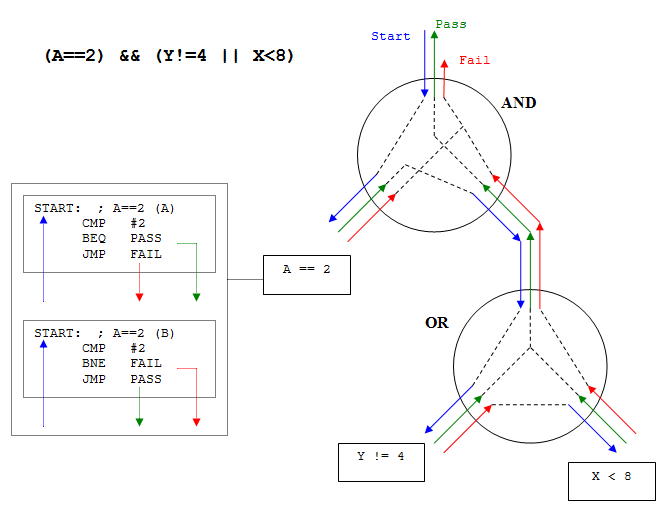 (A==2) && (Y!=4 || X<8)
Start
Pass
Fail
AND
START:  ; A==2 (A)
CMP   #2
BEQ   PASS
JMP   FAIL
A == 2
START:  ; A==2 (B)
CMP   #2
BNE   FAIL
JMP   PASS
OR
Y != 4
X < 8